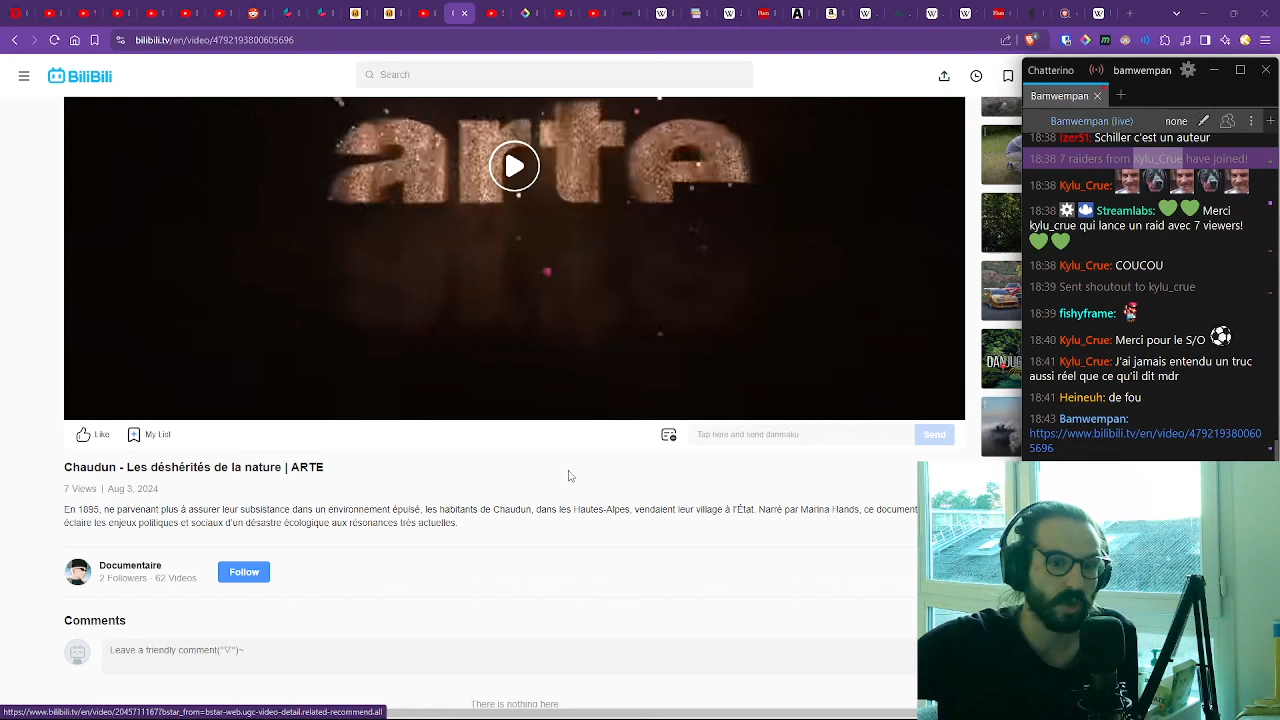 bilibili.tv/en/video/4792193800605696
BiliBili
Search
arte
Like
My List
Tap here and send danmaku
Send
Chaudun - Les déshérités de la nature | ARTE
7 Views | Aug 3, 2024
En 1895, ne parvenant plus à assurer leur subsistance dans un environnement épuisé, les habitants de Chaudun, dans les Hautes-Alpes, vendaient leur village à l'État. Narré par Marina Hands, ce document
éclaire les enjeux politiques et sociaux d'un désastre écologique aux résonances très actuelles.
Documentaire
2 Followers · 62 Videos
Follow
Comments
Leave a friendly comment(°▽°)~
There is nothing here
https://www.bilibili.tv/en/video/2045711167?bstar_from=bstar-web.ugc-video-detail.related-recommend.all
Chatterino
bamwempan
Bamwempan
Bamwempan (live)
none
18:38 Izer51: Schiller c'est un auteur
18:38 7 raiders from Kylu_Crue have joined!
18:38 Kylu_Crue:
18:38 Streamlabs: Merci
kylu_crue qui lance un raid avec 7 viewers!
18:38 Kylu_Crue: COUCOU
18:39 Sent shoutout to kylu_crue
18:39 fishyframe:
18:40 Kylu_Crue: Merci pour le S/O
18:41 Kylu_Crue: J'ai jamais entendu un truc
aussi réel que ce qu'il dit mdr
18:41 Heineuh: de fou
18:43 Bamwempan:
https://www.bilibili.tv/en/video/479219380060
5696
DANJUG